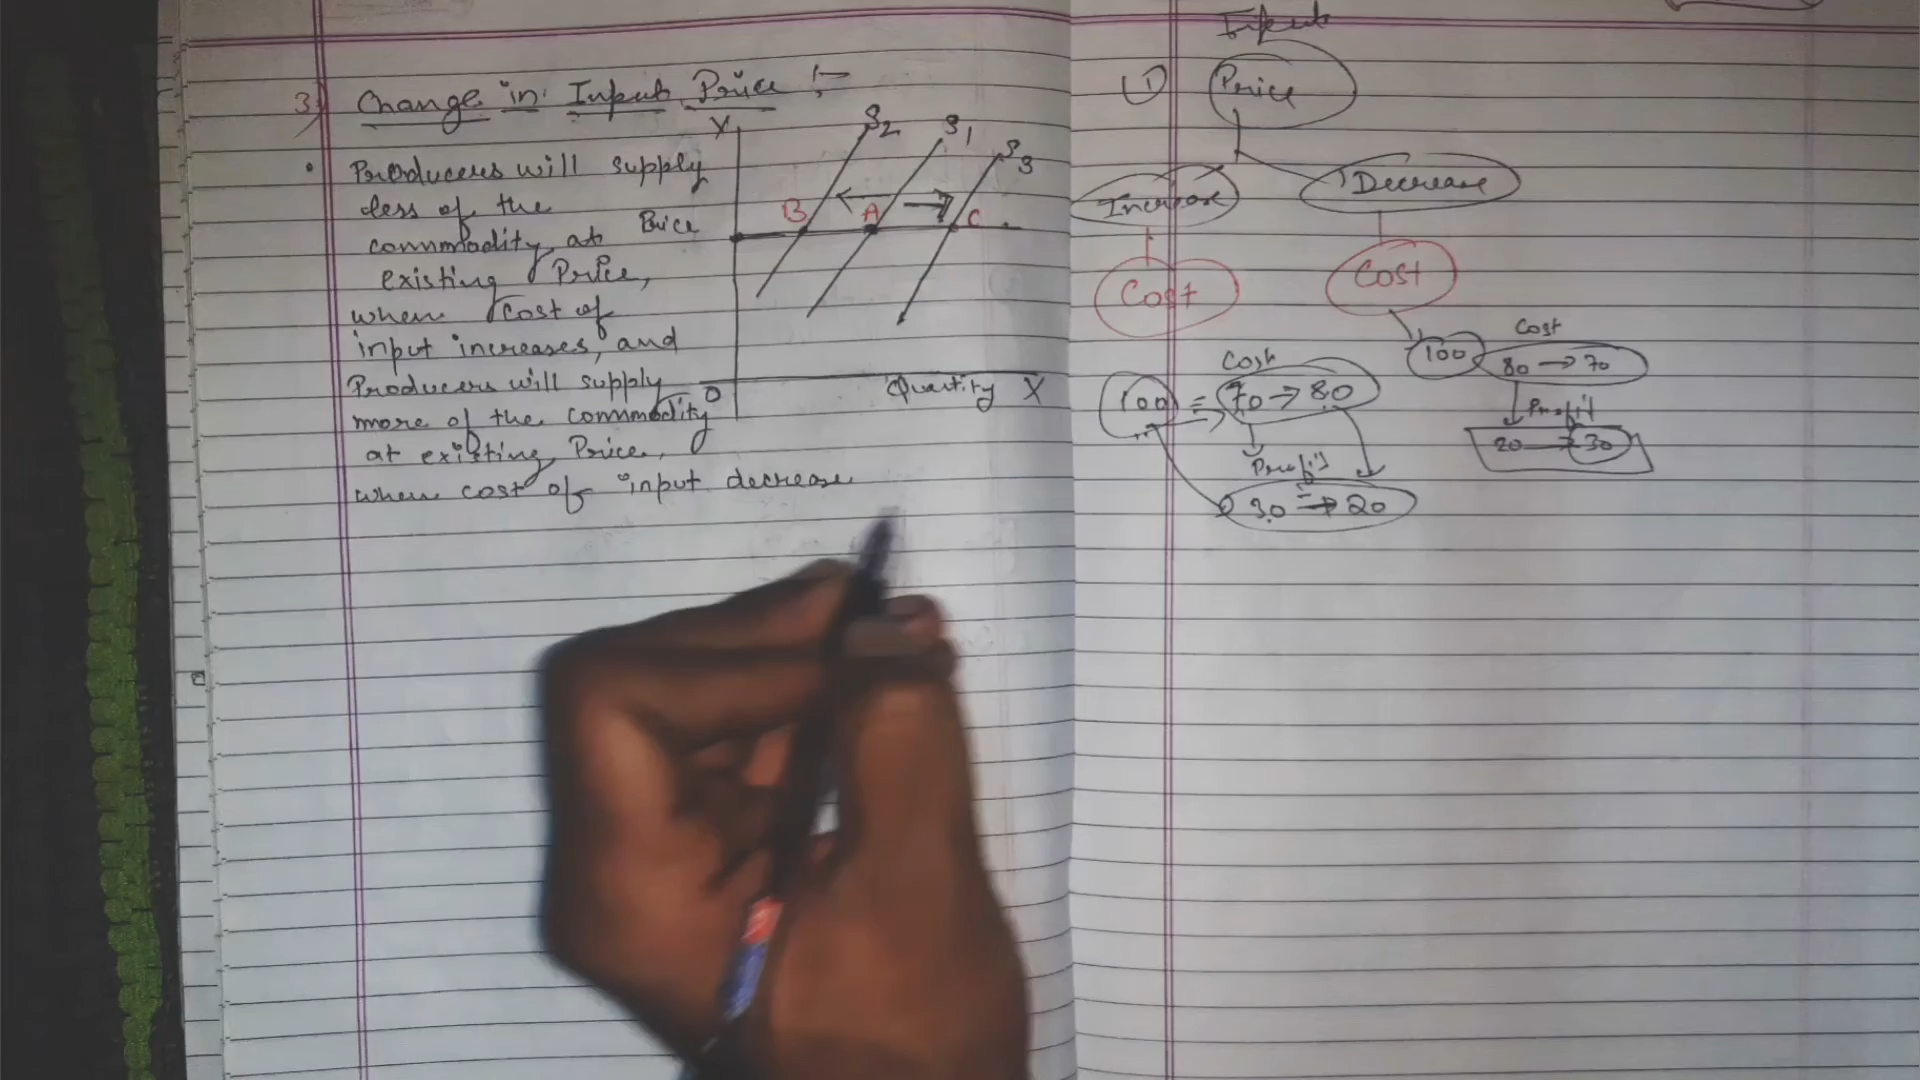 3) Change in Input Price :-
• Producers will supply
less of the
commodity at
existing Price,
when cost of
input increases, and
Producers will supply
more of the commodity
at existing Price,
when cost of input decrease
Y
S2 S1 S3
Price
B A C
O Quantity X
Input
① Price
Increase Decrease
Cost Cost
Cost
100 80 → 70
Profit
20 → 30
Cost
100 = 70 → 80
Profit
30 → 20